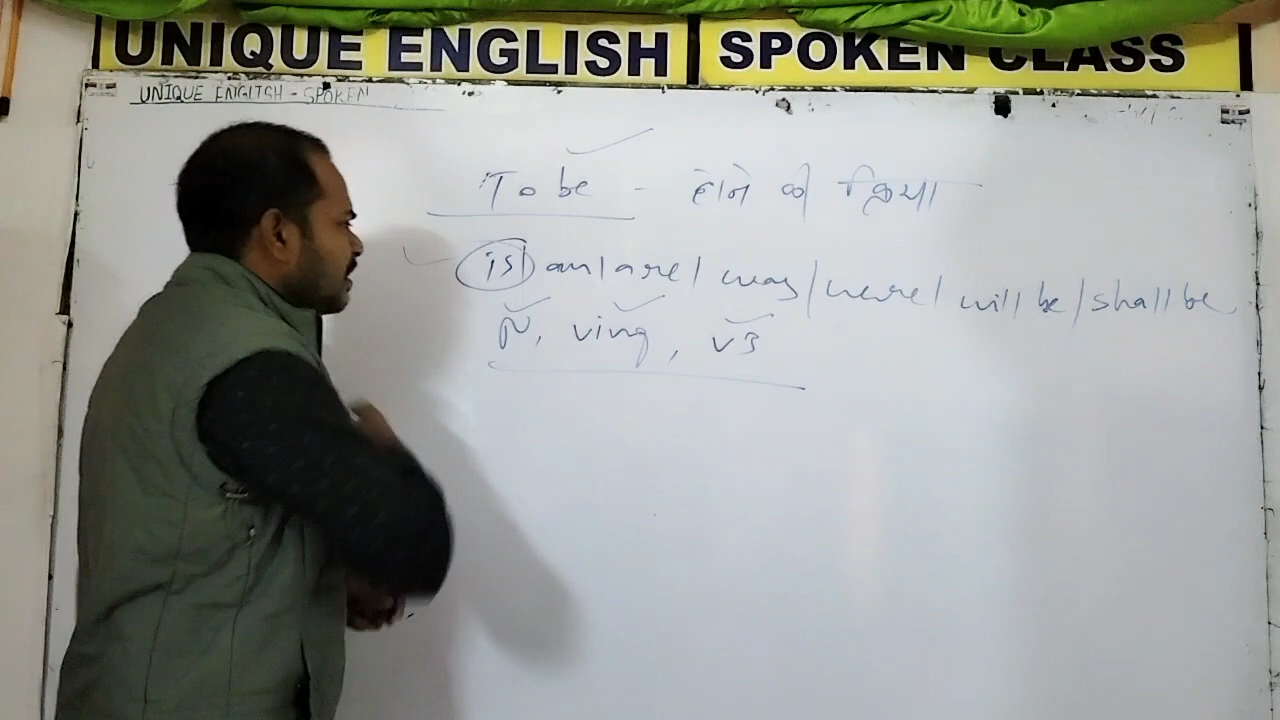 UNIQUE ENGLISH SPOKEN CLASS
UNIQUE ENGLISH - SPOKEN
To be - होने की क्रिया
is/ am/are/ was/were/ will be/shall be
ving, v3